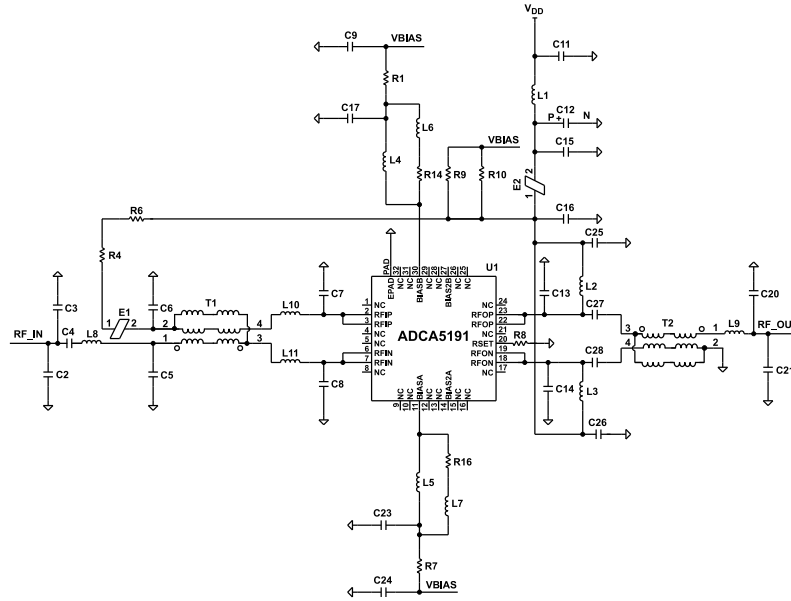 VDD
C9
VBIAS
C11
R1
L1
C17
L6
C12
P+
N
VBIAS
C15
L4
R14
R9
R10
2
E2
1
R6
C16
C25
R4
PAD
EPAD
32
NC
31
NC
30
BIASB
29
NC
28
NC
27
BIAS2B
26
NC
25
NC
U1
C3
C6
T1
C7
L10
C13
L2
C27
C20
E1
1
2
2
4
1
NC
2
RFIP
3
RFIP
4
NC
5
NC
6
RFIN
7
RFIN
8
NC
ADCA5191
24
NC
23
RFOP
22
RFOP
21
NC
20
RSET
19
RFON
18
RFON
17
NC
R8
T2
3
1
4
2
L9
RF_OU
RF_IN
C4
L8
1
3
L11
C28
C2
C5
C8
C14
L3
C21
9
NC
10
NC
11
BIASA
12
NC
13
NC
14
BIAS2A
15
NC
16
NC
C26
R16
L5
L7
C23
R7
C24
VBIAS